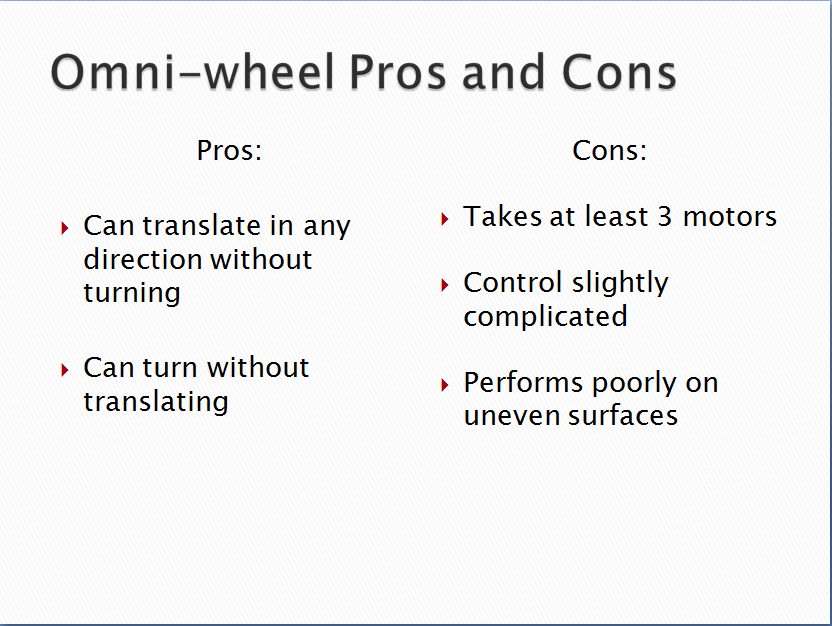 Omni-wheel Pros and Cons
Pros:
Can translate in any
direction without
turning
Can turn without
translating
Cons:
Takes at least 3 motors
Control slightly
complicated
Performs poorly on
uneven surfaces